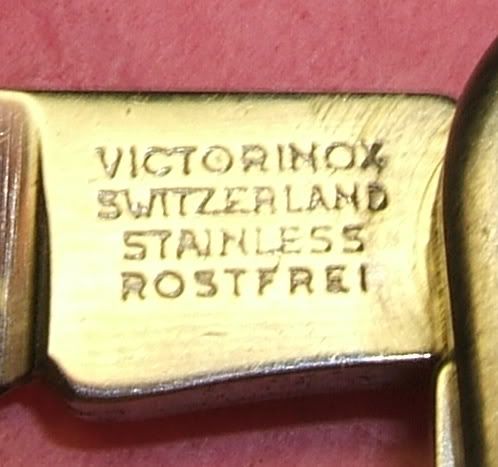 VICTORINOX
SWITZERLAND
STAINLESS
ROSTFREI